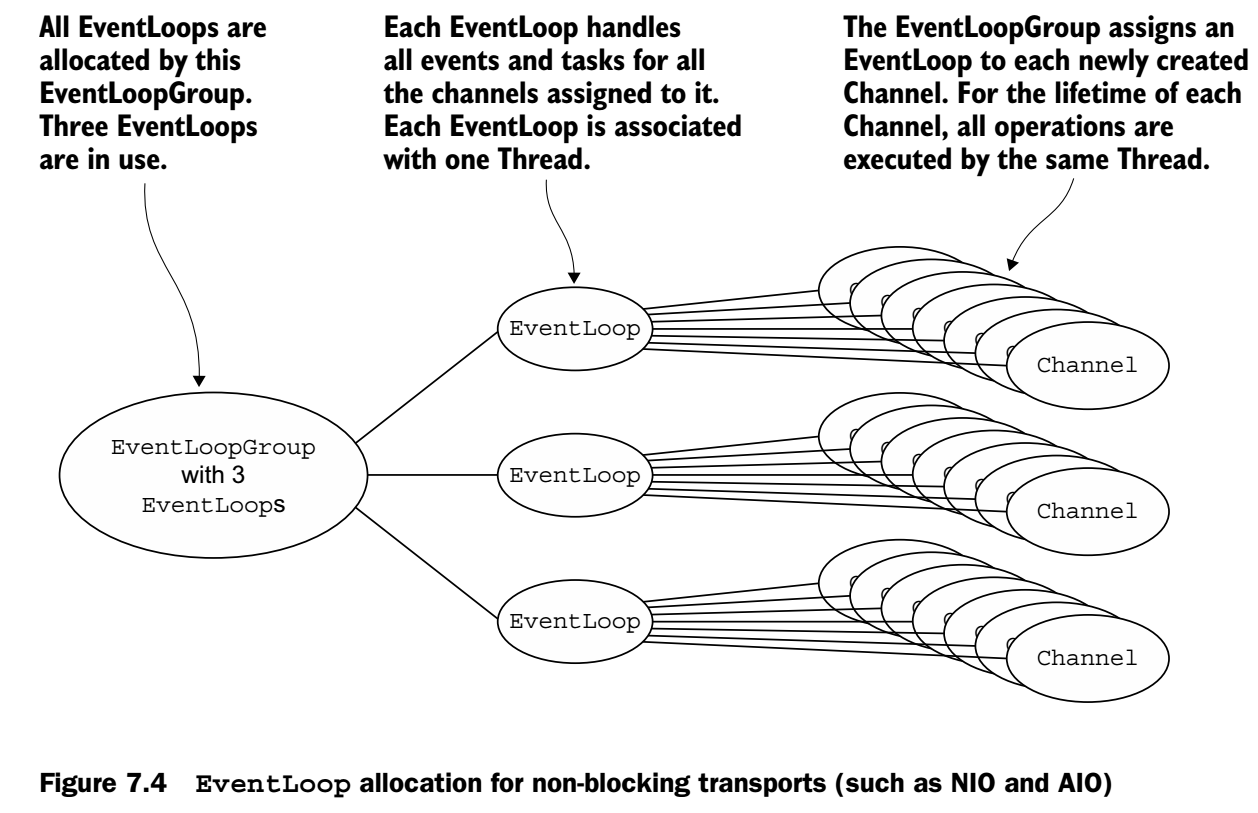 All EventLoops are
allocated by this
EventLoopGroup.
Three EventLoops
are in use.
Each EventLoop handles
all events and tasks for all
the channels assigned to it.
Each EventLoop is associated
with one Thread.
The EventLoopGroup assigns an
EventLoop to each newly created
Channel. For the lifetime of each
Channel, all operations are
executed by the same Thread.
EventLoopGroup
with 3
EventLoops
EventLoop
Channel
EventLoop
Channel
EventLoop
Channel
Figure 7.4 EventLoop allocation for non-blocking transports (such as NIO and AIO)